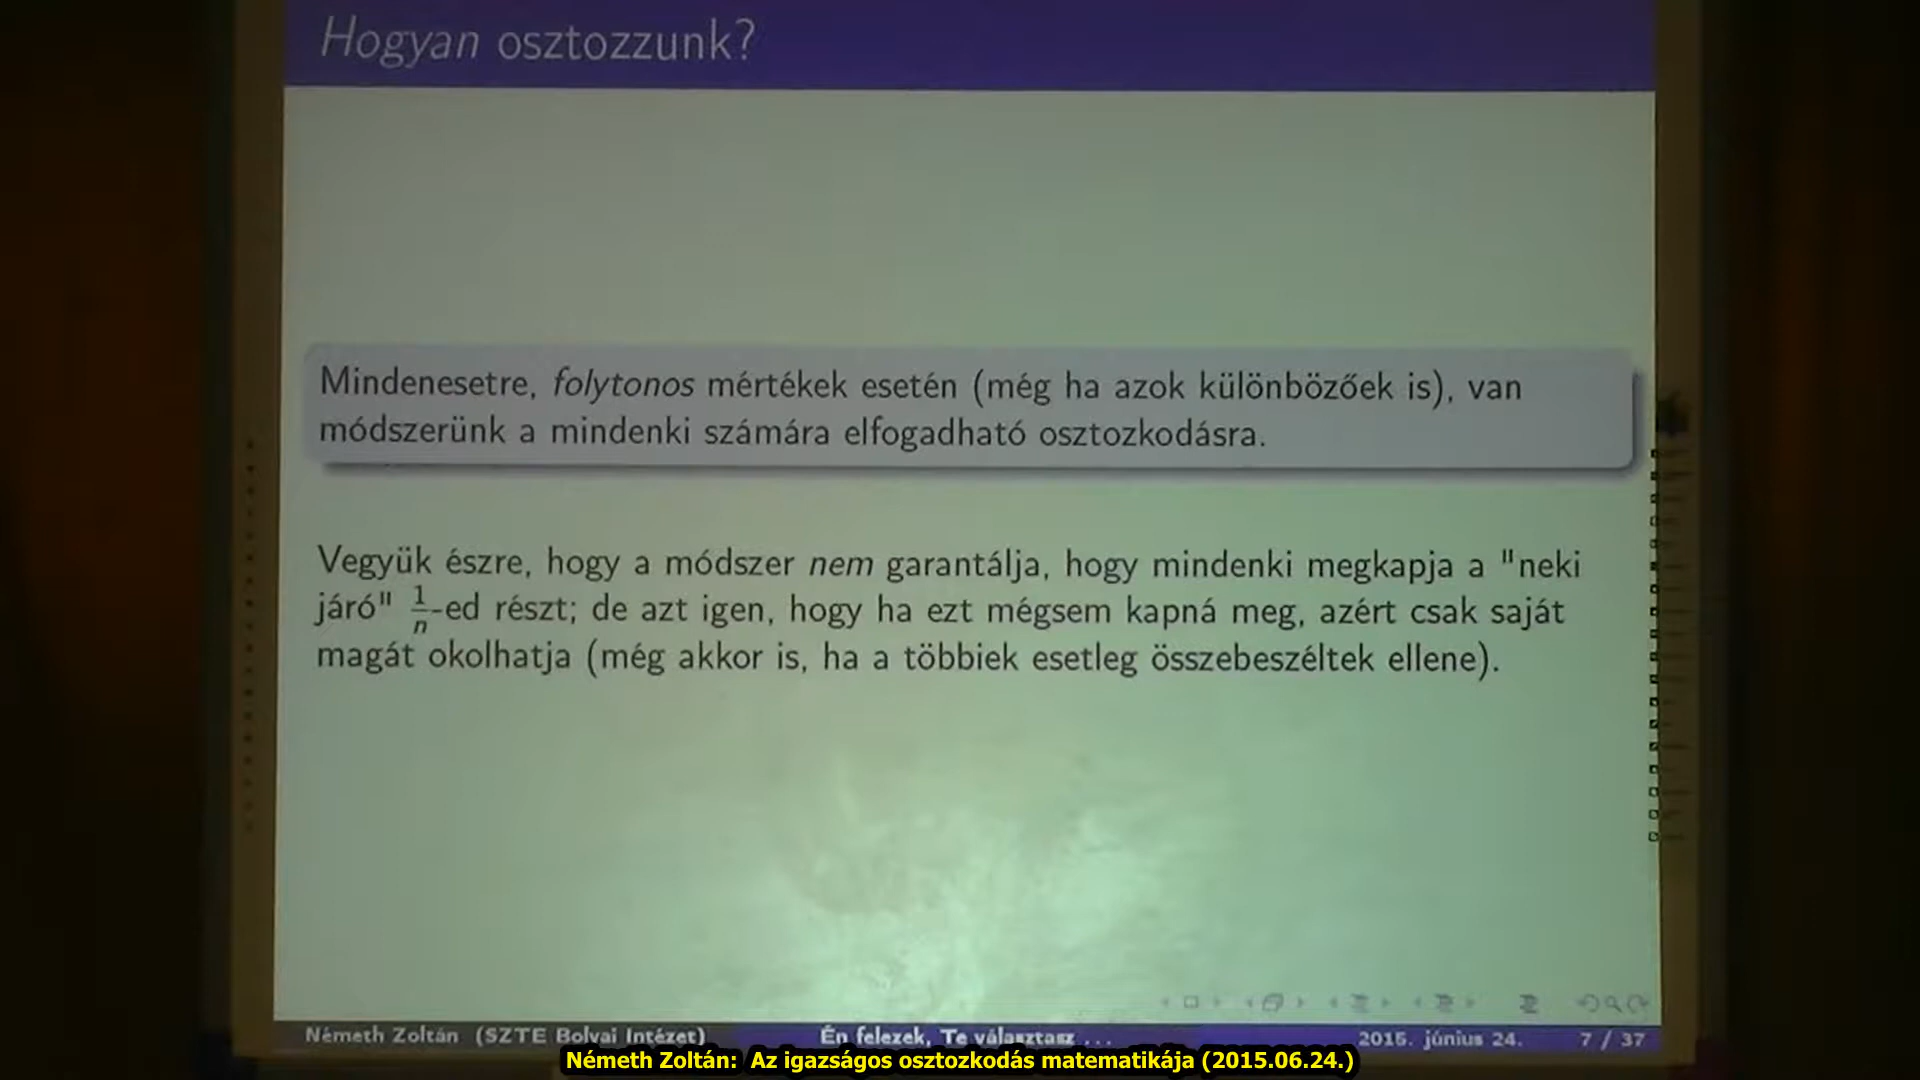 Hogyan osztozzunk?
Mindenesetre, folytonos mértékek esetén (még ha azok különbözőek is), van
módszerünk a mindenki számára elfogadható osztozkodásra.
Vegyük észre, hogy a módszer nem garantálja, hogy mindenki megkapja a "neki
járó" 1/n-ed részt; de azt igen, hogy ha ezt mégsem kapná meg, azért csak saját
magát okolhatja (még akkor is, ha a többiek esetleg összebeszéltek ellene).
Németh Zoltán (SZTE Bolyai Intézet) Én felezek, Te választasz ... 2015. június 24. 7 / 37
Németh Zoltán: Az igazságos osztozkodás matematikája (2015.06.24.)